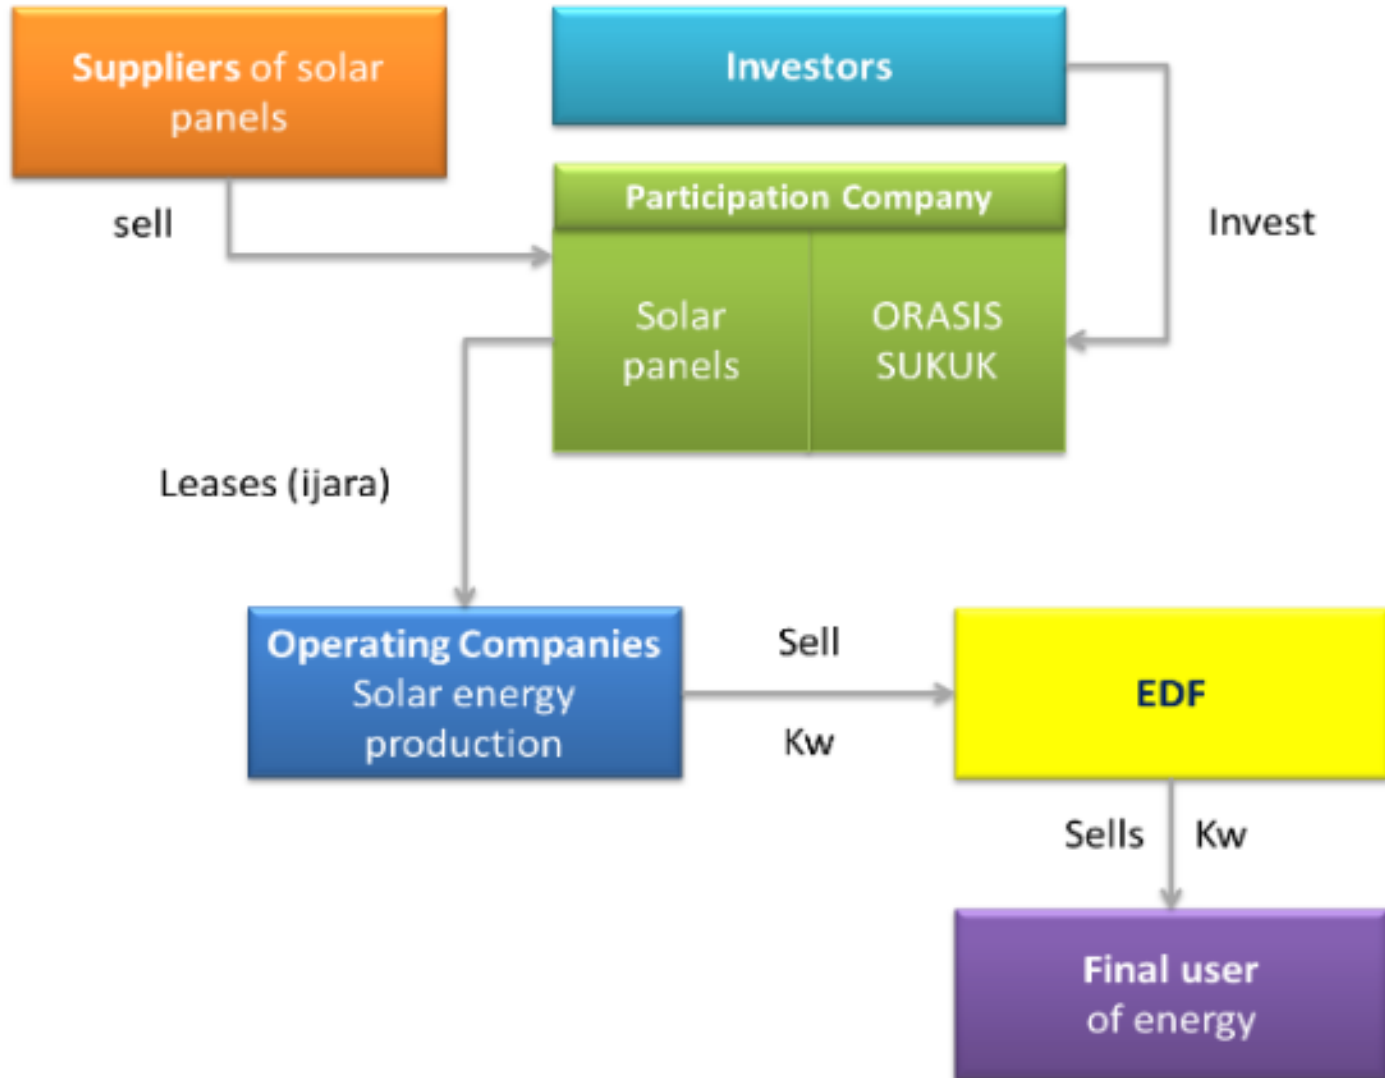 Suppliers of solar
panels
Investors
sell
Participation Company
Invest
Solar
panels
ORASIS
SUKUK
Leases (ijara)
Operating Companies
Solar energy
production
Sell
Kw
EDF
Sells
Kw
Final user
of energy